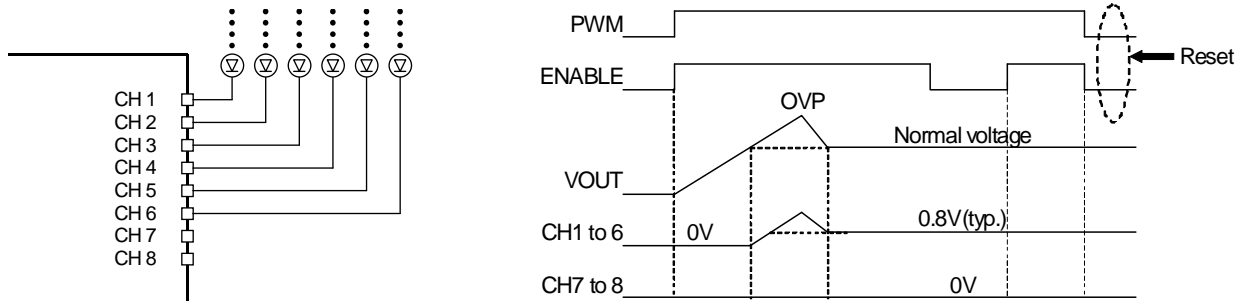 CH 1
CH 2
CH 3
CH 4
CH 5
CH 6
CH 7
CH 8
PWM
Reset
ENABLE
OVP
Normal voltage
VOUT
CH1 to 6
0V
0.8V(typ.)
CH7 to 8
0V